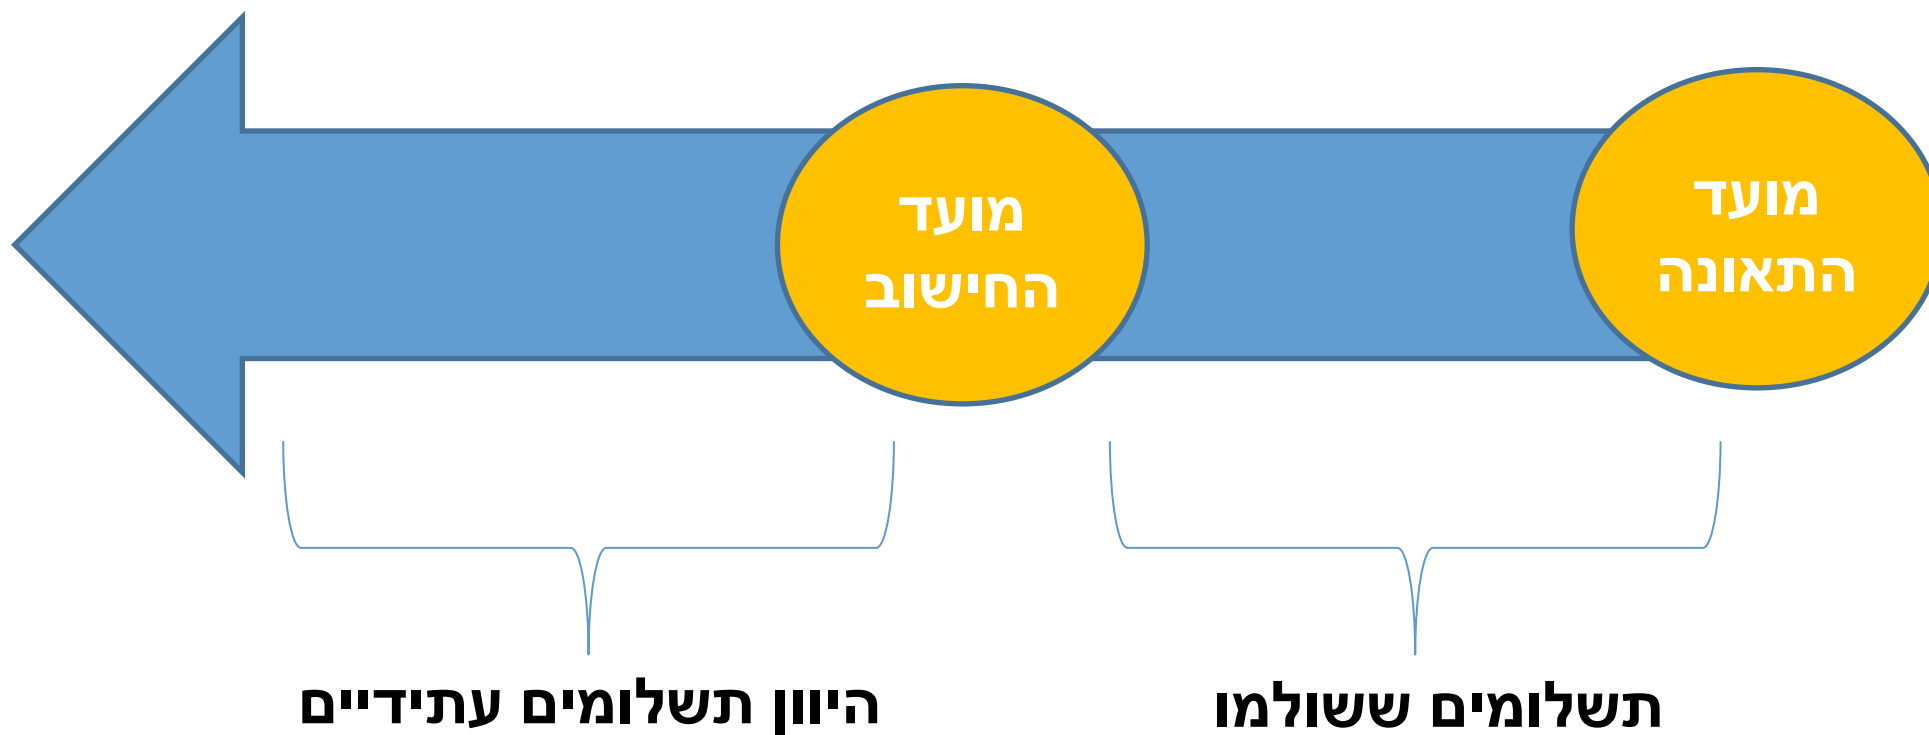 מועד
התאונה
מועד
החישוב
תשלומים ששולמו
היוון תשלומים עתידיים